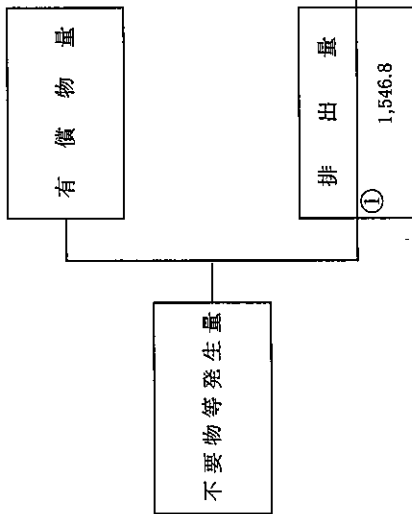 有償物量
排出量
①
1,546.8
不要物等発生量